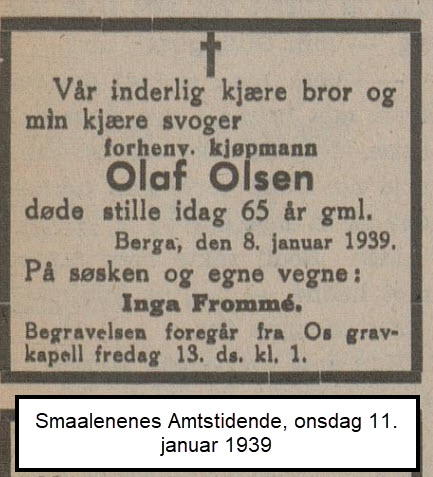 Vår inderlig kjære bror og
min kjære svoger
forhenv. kjøpmann
Olaf Olsen
døde stille idag 65 år gml.
Berga, den 8. januar 1939.
På søsken og egne vegne:
Inga Frommé.
Begravelsen foregår fra Os grav-
kapell fredag 13. ds. kl. 1.
Smaalenenes Amtstidende, onsdag 11.
januar 1939